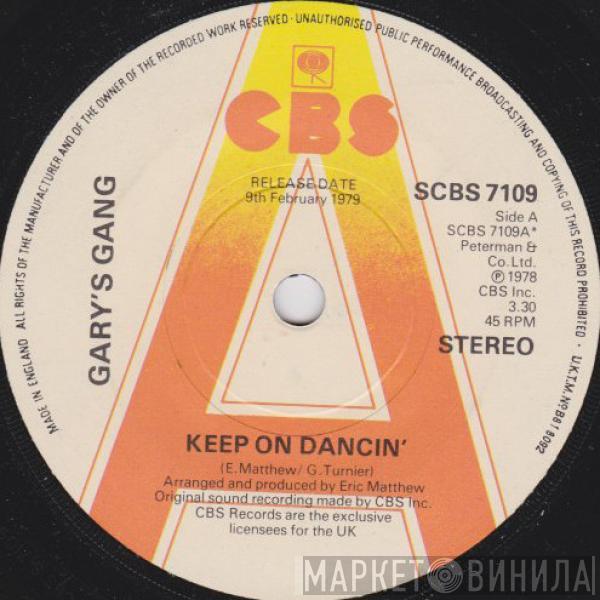 MADE IN ENGLAND ALL RIGHTS OF THE MANUFACTURER AND OF THE OWNER OF THE RECORDED WORK RESERVED · UNAUTHORISED PUBLIC PERFORMANCE BROADCASTING AND COPYING OF THIS RECORD PROHIBITED · U.K.T.M. Nº B818092
CBS
RELEASE DATE
9th February 1979
GARY'S GANG
SCBS 7109
Side A
SCBS 7109A*
Peterman &
Co. Ltd.
Ⓟ 1978
CBS Inc.
3.30
45 RPM
STEREO
A
KEEP ON DANCIN'
(E. Matthew/ G. Turnier)
Arranged and produced by Eric Matthew
Original sound recording made by CBS Inc.
CBS Records are the exclusive
licensees for the UK
МАРКЕТ ВИНИЛА